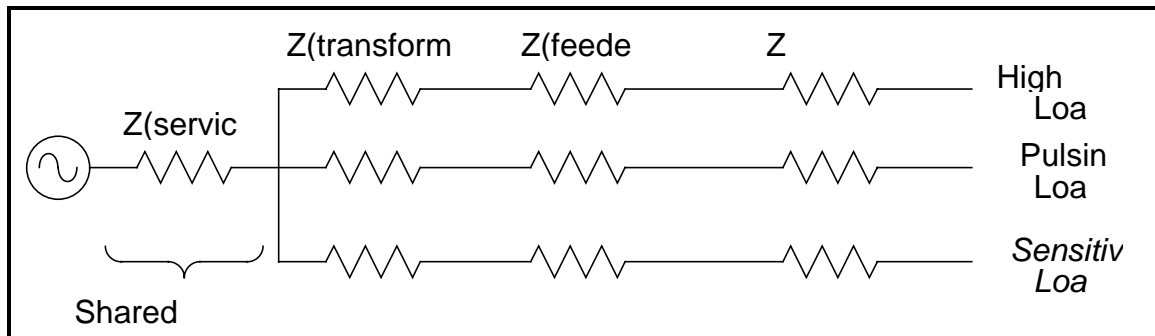 Z(transform
Z(feede
Z
High
Loa
Z(servic
Pulsin
Loa
Sensitiv
Loa
Shared